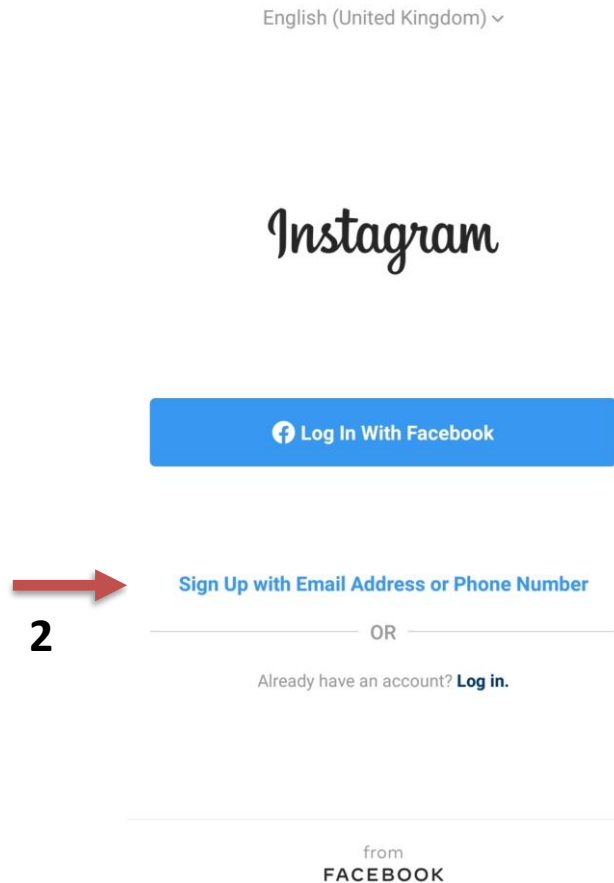 English (United Kingdom)
Instagram
Log In With Facebook
Sign Up with Email Address or Phone Number
2
OR
Already have an account? Log in.
from
FACEBOOK